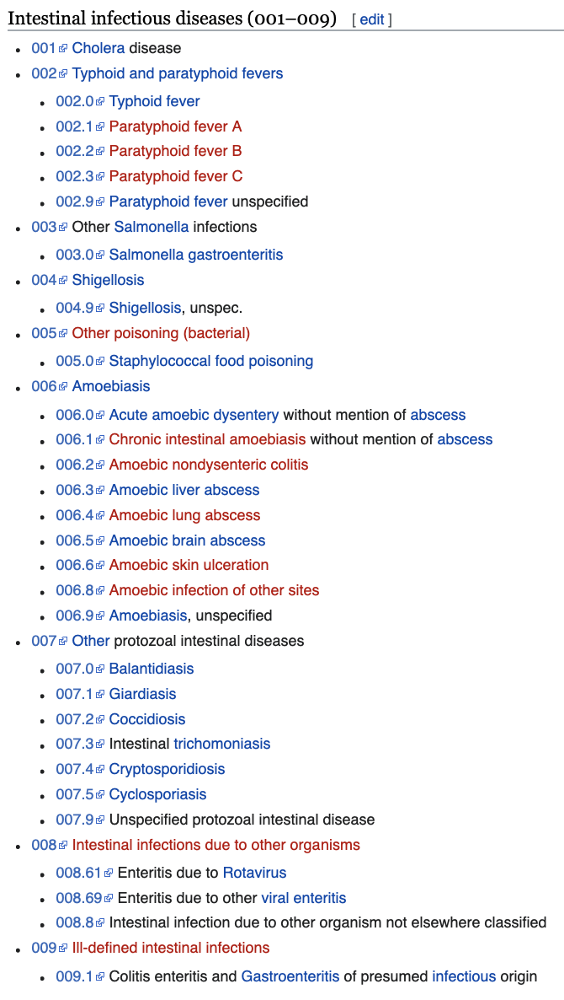 Intestinal infectious diseases (001–009) [ edit ]
001 Cholera disease
002 Typhoid and paratyphoid fevers
002.0 Typhoid fever
002.1 Paratyphoid fever A
002.2 Paratyphoid fever B
002.3 Paratyphoid fever C
002.9 Paratyphoid fever unspecified
003 Other Salmonella infections
003.0 Salmonella gastroenteritis
004 Shigellosis
004.9 Shigellosis, unspec.
005 Other poisoning (bacterial)
005.0 Staphylococcal food poisoning
006 Amoebiasis
006.0 Acute amoebic dysentery without mention of abscess
006.1 Chronic intestinal amoebiasis without mention of abscess
006.2 Amoebic nondysenteric colitis
006.3 Amoebic liver abscess
006.4 Amoebic lung abscess
006.5 Amoebic brain abscess
006.6 Amoebic skin ulceration
006.8 Amoebic infection of other sites
006.9 Amoebiasis, unspecified
007 Other protozoal intestinal diseases
007.0 Balantidiasis
007.1 Giardiasis
007.2 Coccidiosis
007.3 Intestinal trichomoniasis
007.4 Cryptosporidiosis
007.5 Cyclosporiasis
007.9 Unspecified protozoal intestinal disease
008 Intestinal infections due to other organisms
008.61 Enteritis due to Rotavirus
008.69 Enteritis due to other viral enteritis
008.8 Intestinal infection due to other organism not elsewhere classified
009 Ill-defined intestinal infections
009.1 Colitis enteritis and Gastroenteritis of presumed infectious origin